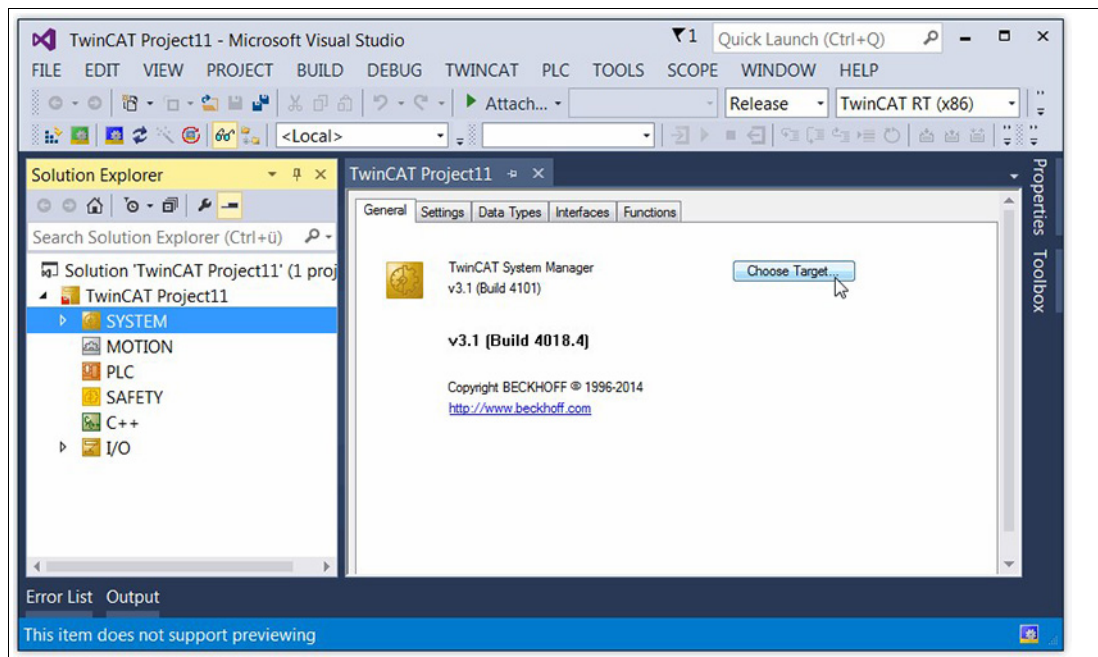 TwinCAT Project11 - Microsoft Visual Studio
1
Quick Launch (Ctrl+Q)
FILE EDIT VIEW PROJECT BUILD DEBUG TWINCAT PLC TOOLS SCOPE WINDOW HELP
Attach... Release TwinCAT RT (x86)
<Local>
Solution Explorer
TwinCAT Project11
Properties
Toolbox
General Settings Data Types Interfaces Functions
Search Solution Explorer (Ctrl+ü)
Solution 'TwinCAT Project11' (1 proj
TwinCAT Project11
SYSTEM
MOTION
PLC
SAFETY
C++
I/O
TwinCAT System Manager
v3.1 (Build 4101)
Choose Target...
v3.1 (Build 4018.4)
Copyright BECKHOFF © 1996-2014
http://www.beckhoff.com
Error List Output
This item does not support previewing